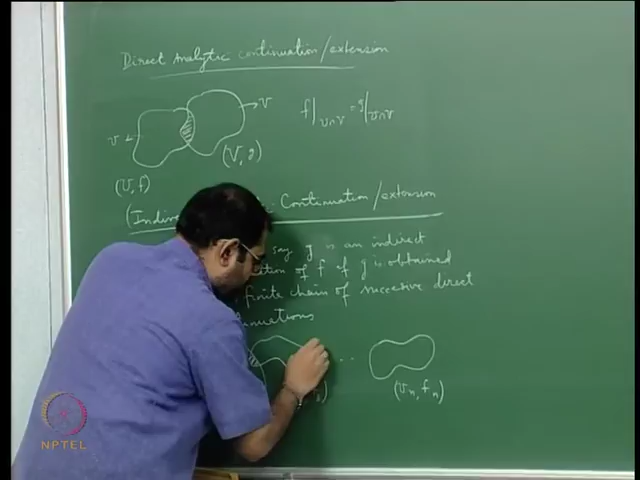 Direct Analytic continuation/extension
U V f|U∩V = g|U∩V
(V, g)
(U, f)
Continuation/extension
say g is an indirect
of f if g is obtained
finite chain of successive direct
...
(Un, fn)
NPTEL